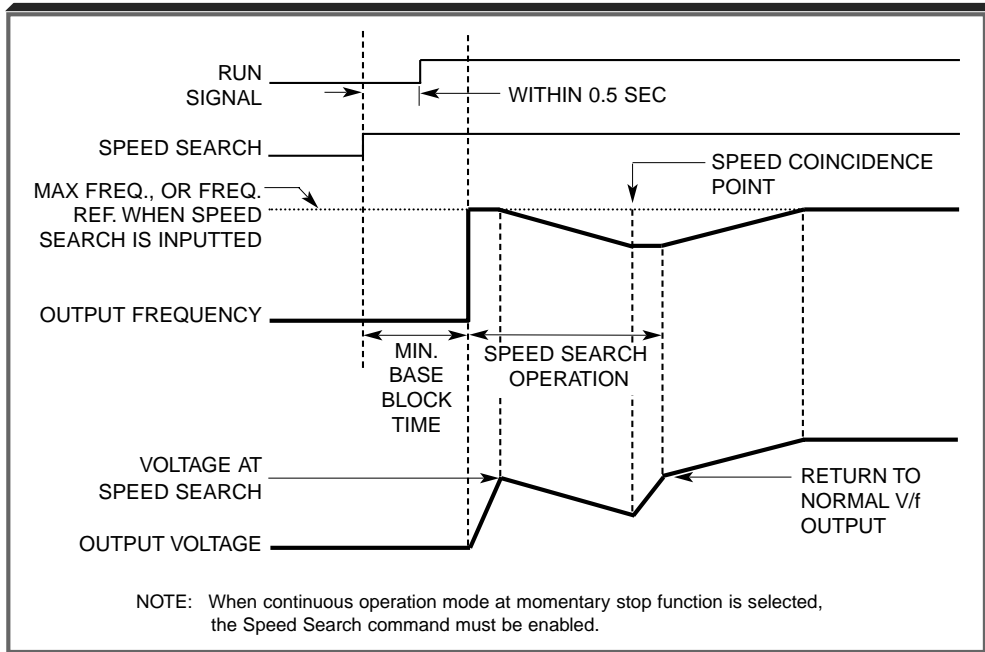 RUN
SIGNAL
WITHIN 0.5 SEC
SPEED SEARCH
SPEED COINCIDENCE
POINT
MAX FREQ., OR FREQ.
REF. WHEN SPEED
SEARCH IS INPUTTED
OUTPUT FREQUENCY
MIN.
BASE
BLOCK
TIME
SPEED SEARCH
OPERATION
VOLTAGE AT
SPEED SEARCH
RETURN TO
NORMAL V/f
OUTPUT
OUTPUT VOLTAGE
NOTE: When continuous operation mode at momentary stop function is selected,
the Speed Search command must be enabled.